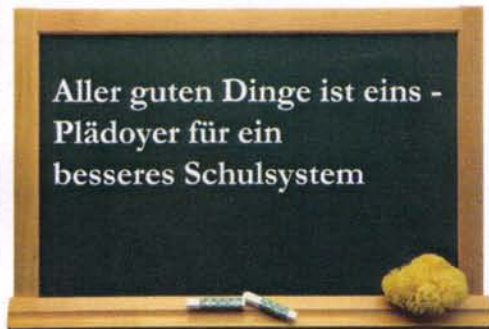 Aller guten Dinge ist eins -
Plädoyer für ein
besseres Schulsystem